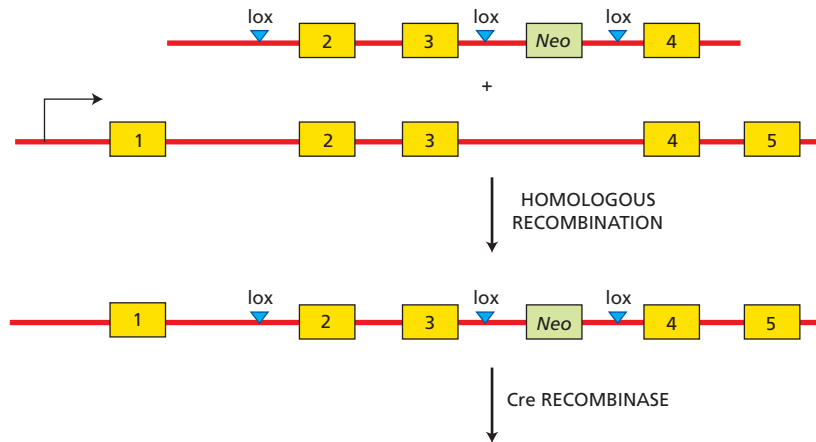 lox lox lox
2 3 Neo 4
+
1 2 3 4 5
HOMOLOGOUS
RECOMBINATION
lox lox lox
1 2 3 Neo 4 5
Cre RECOMBINASE